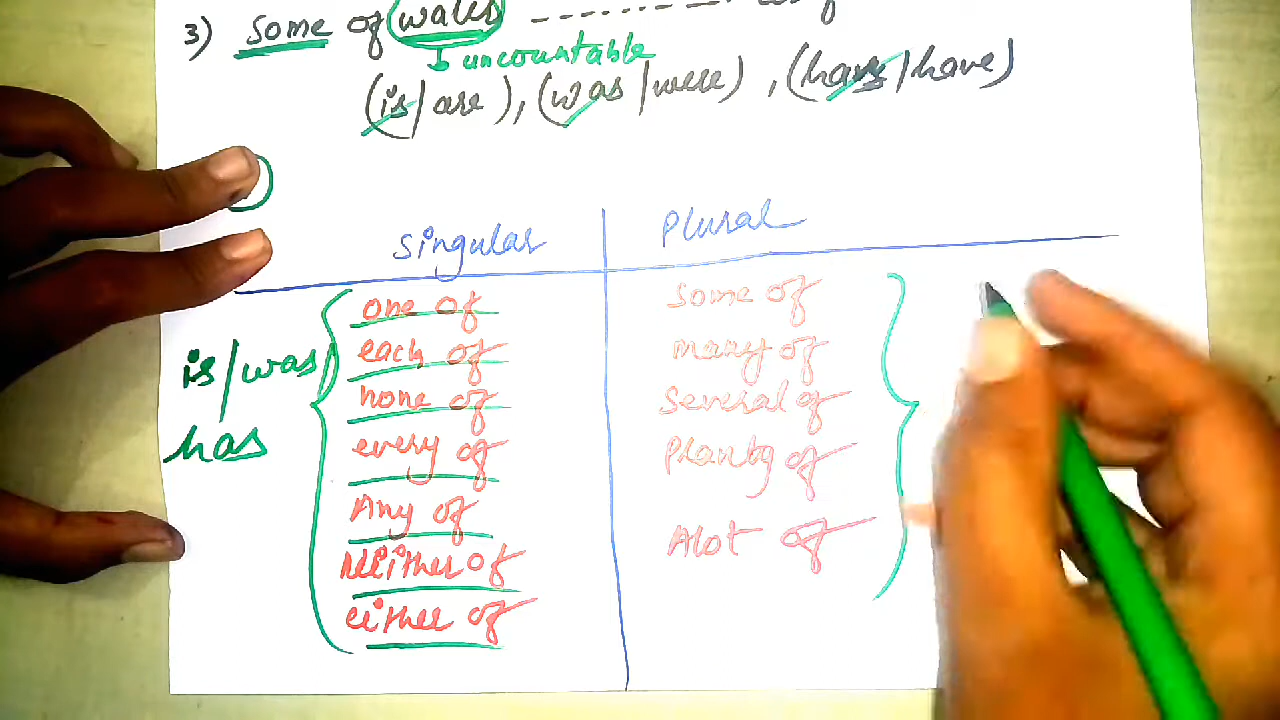 3) some of water ----------
uncountable
(is/are), (was/were), (has/have)
Singular Plural
one of some of
each of many of
none of several of
every of Planty of
Any of Alot of
neither of
either of
is/was/
has